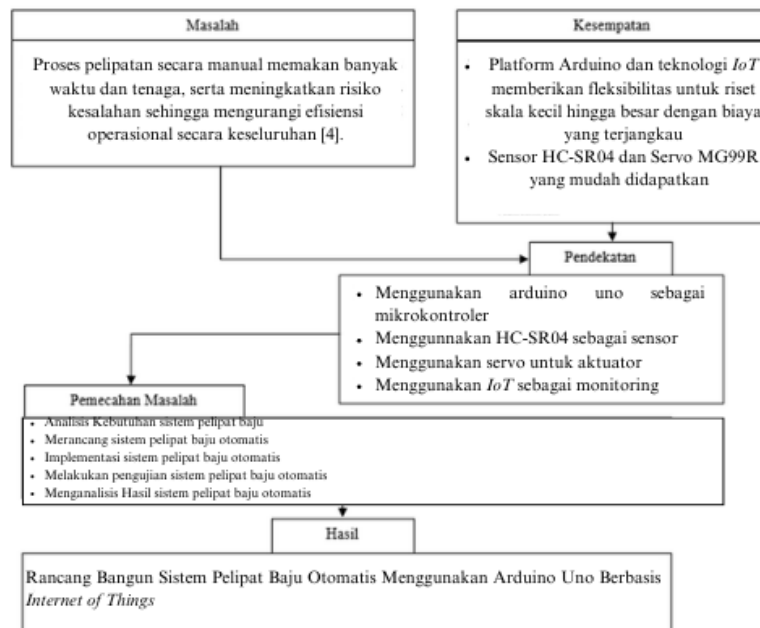 Masalah
Proses pelipatan secara manual memakan banyak
waktu dan tenaga, serta meningkatkan risiko
kesalahan sehingga mengurangi efisiensi
operasional secara keseluruhan [4].
Kesempatan
• Platform Arduino dan teknologi IoT
memberikan fleksibilitas untuk riset
skala kecil hingga besar dengan biaya
yang terjangkau
• Sensor HC-SR04 dan Servo MG99R
yang mudah didapatkan
Pendekatan
• Menggunakan arduino uno sebagai
mikrokontroler
• Menggunnakan HC-SR04 sebagai sensor
• Menggunakan servo untuk aktuator
• Menggunakan IoT sebagai monitoring
Pemecahan Masalah
• Analisis Kebutuhan sistem pelipat baju
• Merancang sistem pelipat baju otomatis
• Implementasi sistem pelipat baju otomatis
• Melakukan pengujian sistem pelipat baju otomatis
• Menganalisis Hasil sistem pelipat baju otomatis
Hasil
Rancang Bangun Sistem Pelipat Baju Otomatis Menggunakan Arduino Uno Berbasis
Internet of Things